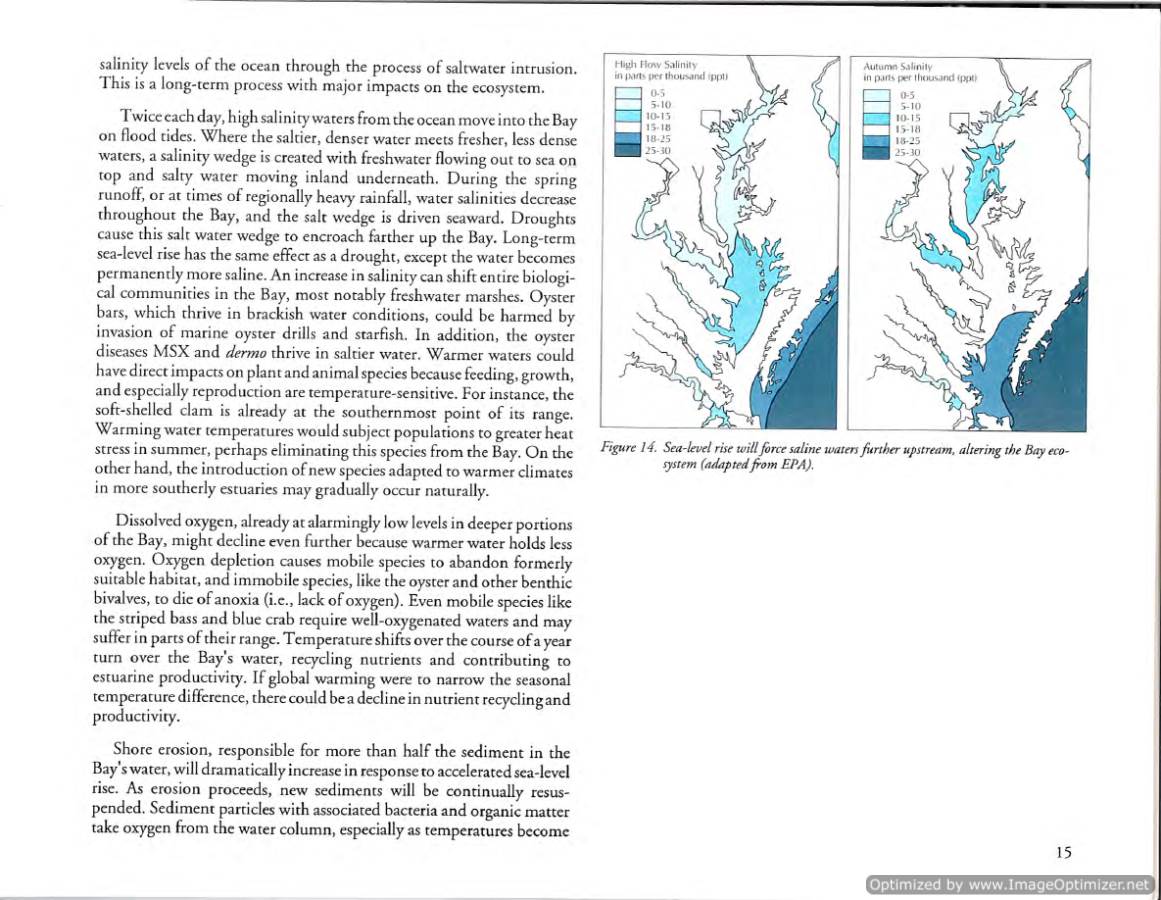 salinity levels of the ocean through the process of saltwater intrusion.
This is a long-term process with major impacts on the ecosystem.
Twice each day, high salinity waters from the ocean move into the Bay
on flood tides. Where the saltier, denser water meets fresher, less dense
waters, a salinity wedge is created with freshwater flowing out to sea on
top and salty water moving inland underneath. During the spring
runoff, or at times of regionally heavy rainfall, water salinities decrease
throughout the Bay, and the salt wedge is driven seaward. Droughts
cause this salt water wedge to encroach farther up the Bay. Long-term
sea-level rise has the same effect as a drought, except the water becomes
permanently more saline. An increase in salinity can shift entire biologi-
cal communities in the Bay, most notably freshwater marshes. Oyster
bars, which thrive in brackish water conditions, could be harmed by
invasion of marine oyster drills and starfish. In addition, the oyster
diseases MSX and dermo thrive in saltier water. Warmer waters could
have direct impacts on plant and animal species because feeding, growth,
and especially reproduction are temperature-sensitive. For instance, the
soft-shelled clam is already at the southernmost point of its range.
Warming water temperatures would subject populations to greater heat
stress in summer, perhaps eliminating this species from the Bay. On the
other hand, the introduction of new species adapted to warmer climates
in more southerly estuaries may gradually occur naturally.
Dissolved oxygen, already at alarmingly low levels in deeper portions
of the Bay, might decline even further because warmer water holds less
oxygen. Oxygen depletion causes mobile species to abandon formerly
suitable habitat, and immobile species, like the oyster and other benthic
bivalves, to die of anoxia (i.e., lack of oxygen). Even mobile species like
the striped bass and blue crab require well-oxygenated waters and may
suffer in parts of their range. Temperature shifts over the course of a year
turn over the Bay's water, recycling nutrients and contributing to
estuarine productivity. If global warming were to narrow the seasonal
temperature difference, there could be a decline in nutrient recycling and
productivity.
Shore erosion, responsible for more than half the sediment in the
Bay's water, will dramatically increase in response to accelerated sea-level
rise. As erosion proceeds, new sediments will be continually resus-
pended. Sediment particles with associated bacteria and organic matter
take oxygen from the water column, especially as temperatures become
High Flow Salinity
in parts per thousand (ppt)
0-5
5-10
10-15
15-18
18-25
25-30
Autumn Salinity
in parts per thousand (ppt)
0-5
5-10
10-15
15-18
18-25
25-30
Figure 14. Sea-level rise will force saline waters further upstream, altering the Bay eco-
system (adapted from EPA).
15
Optimized by www.ImageOptimizer.net